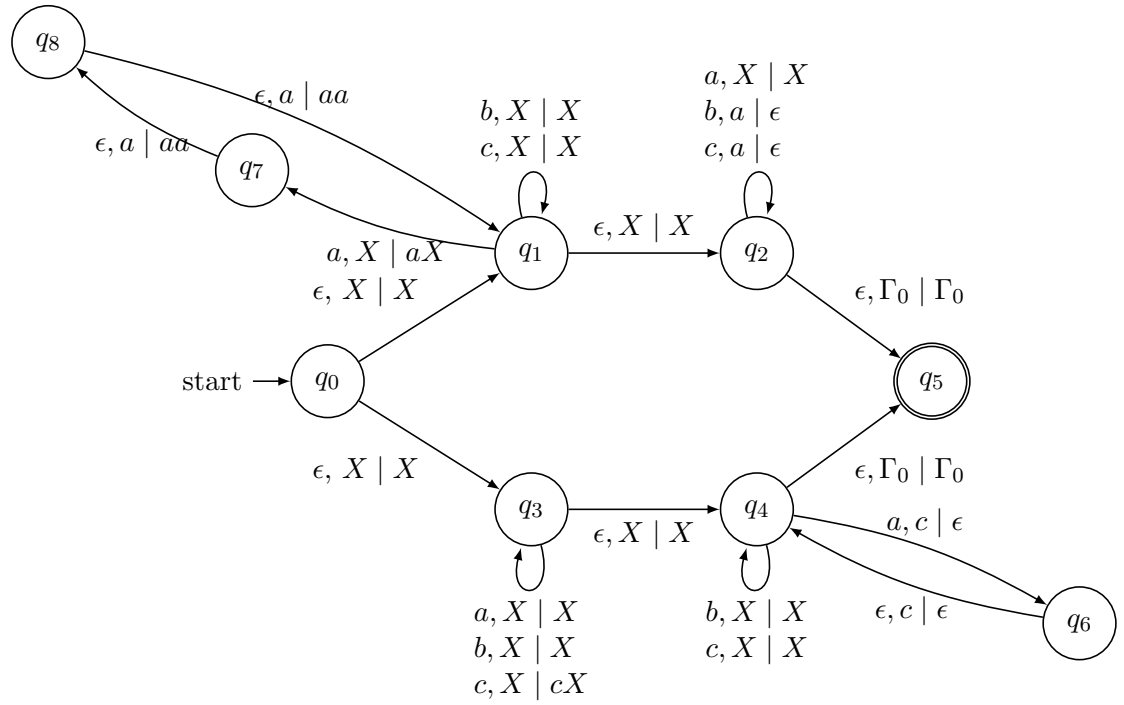 q8
ϵ, a | aa
a, X | X
b, X | X
b, a | ϵ
ϵ, a | aa
c, X | X
c, a | ϵ
q7
ϵ, X | X
a, X | aX
q1
q2
ϵ, X | X
ϵ, Γ0 | Γ0
start
q0
q5
ϵ, X | X
ϵ, Γ0 | Γ0
q3
q4
ϵ, X | X
a, c | ϵ
a, X | X
b, X | X
ϵ, c | ϵ
q6
b, X | X
c, X | X
c, X | cX